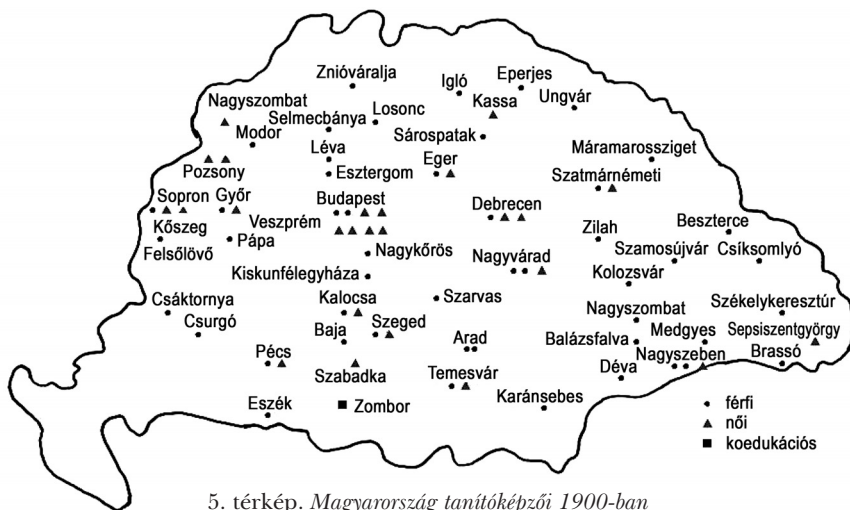 Znióváralja
Igló
Eperjes
Kassa
Ungvár
Nagyszombat
Selmecbánya
Losonc
Modor
Sárospatak
Máramarossziget
Léva
Eger
Pozsony
Esztergom
Szatmárnémeti
Sopron
Győr
Budapest
Debrecen
Veszprém
Kőszeg
Zilah
Beszterce
Felsőlövő
Pápa
Nagykőrös
Nagyvárad
Szamosújvár
Csíksomlyó
Kiskunfélegyháza
Kolozsvár
Csáktornya
Kalocsa
Szarvas
Nagyszombat
Székelykeresztúr
Csurgó
Baja
Szeged
Arad
Balázsfalva
Medgyes
Sepsiszentgyörgy
Pécs
Szabadka
Temesvár
Déva
Nagyszeben
Brassó
Karánsebes
Eszék
Zombor
férfi
női
koedukációs
5. térkép. Magyarország tanítóképzői 1900-ban